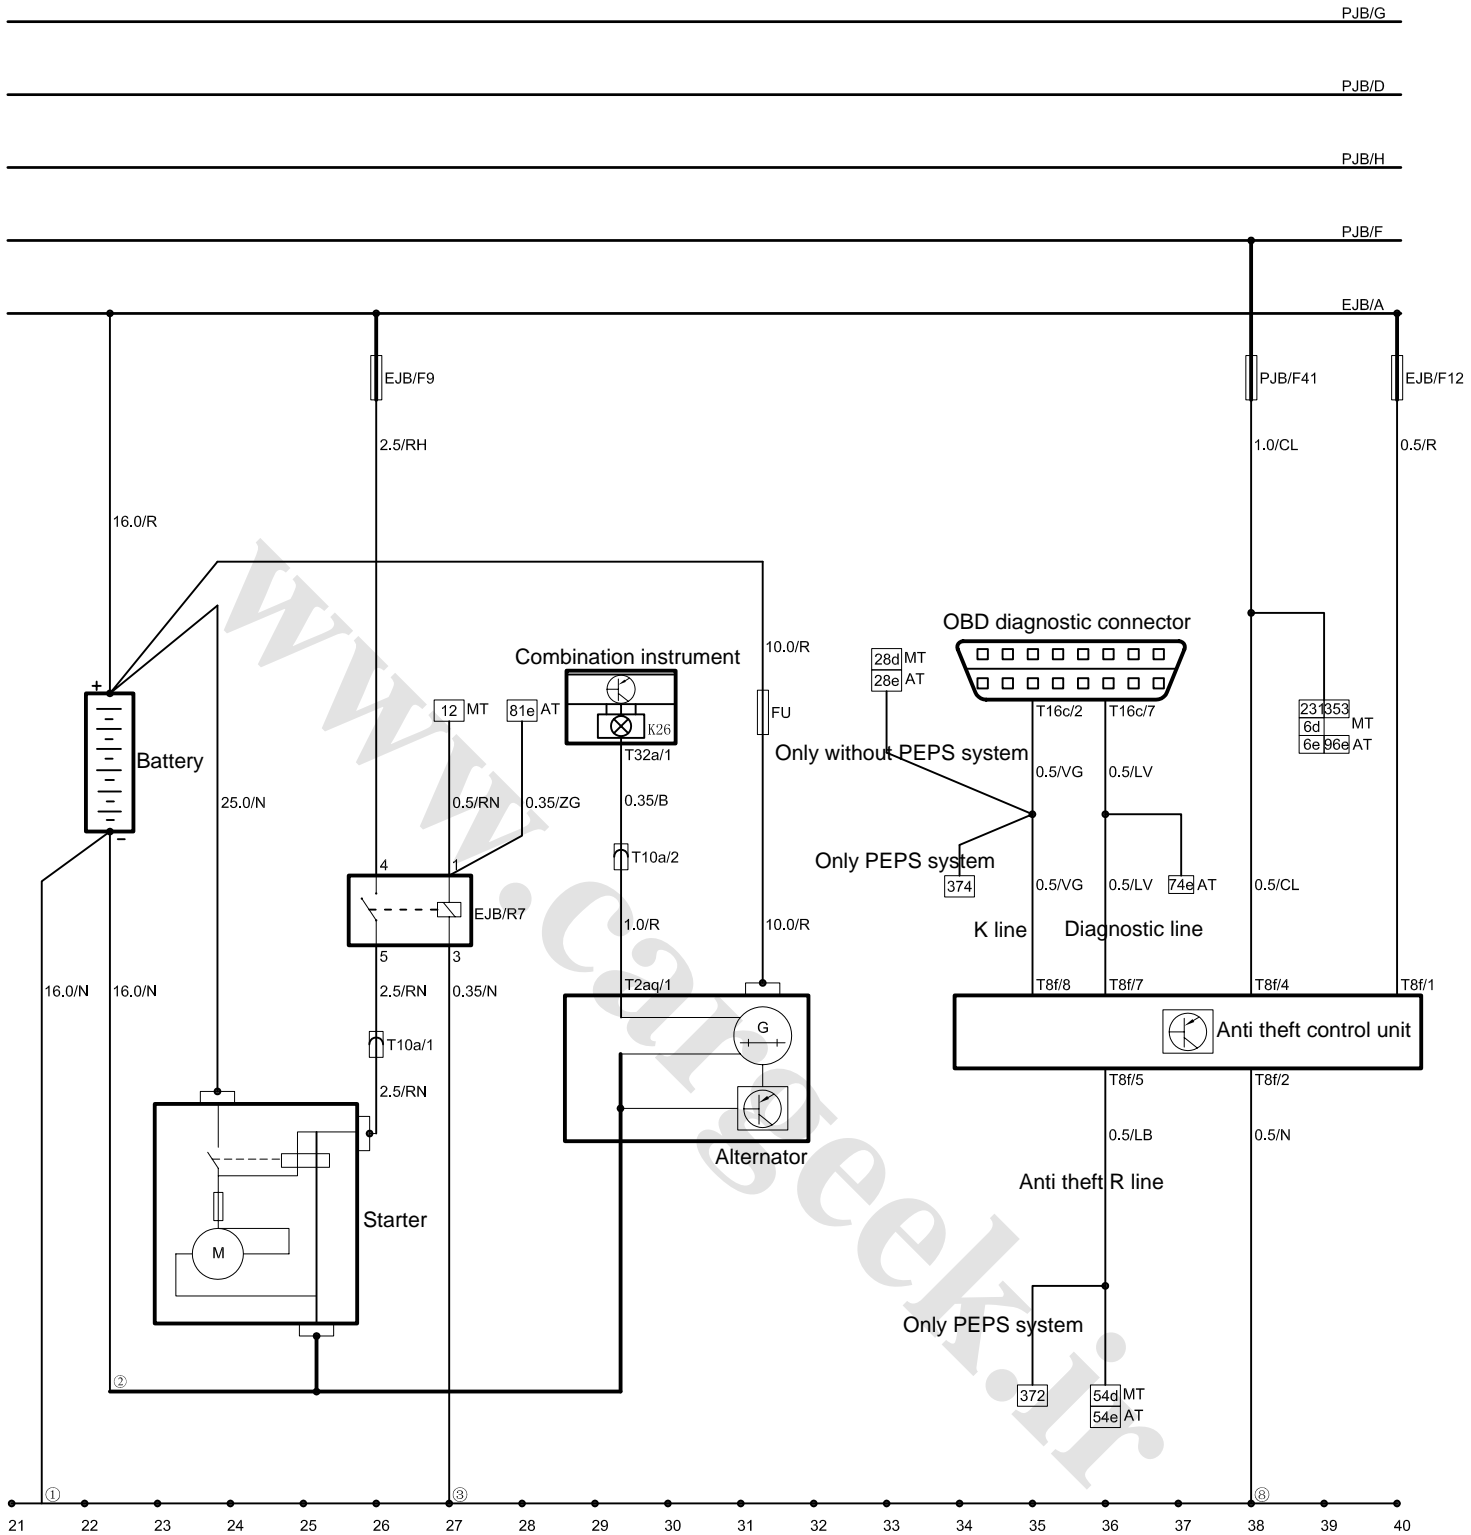 PJB/G
PJB/D
PJB/H
PJB/F
EJB/A
EJB/F9
PJB/F41
EJB/F12
2.5/RH
1.0/CL
0.5/R
16.0/R
OBD diagnostic connector
Combination instrument
10.0/R
28d MT
28e AT
12 MT
81e AT
K26
FU
T16c/2
T16c/7
231 353
6d MT
6e 96e AT
+
Battery
T32a/1
Only without PEPS system
0.5/VG
0.5/LV
25.0/N
0.5/RN
0.35/ZG
0.35/B
-
T10a/2
Only PEPS system
4
1
374
0.5/VG
0.5/LV
74e AT
0.5/CL
EJB/R7
1.0/R
10.0/R
K line
Diagnostic line
5
3
16.0/N
16.0/N
2.5/RN
0.35/N
T2aq/1
T8f/8
T8f/7
T8f/4
T8f/1
G
Anti theft control unit
T10a/1
2.5/RN
T8f/5
T8f/2
0.5/LB
0.5/N
Alternator
Anti theft R line
Starter
M
Only PEPS system
②
372
54d MT
54e AT
①
③
⑧
21 22 23 24 25 26 27 28 29 30 31 32 33 34 35 36 37 38 39 40
www.cargeek.ir